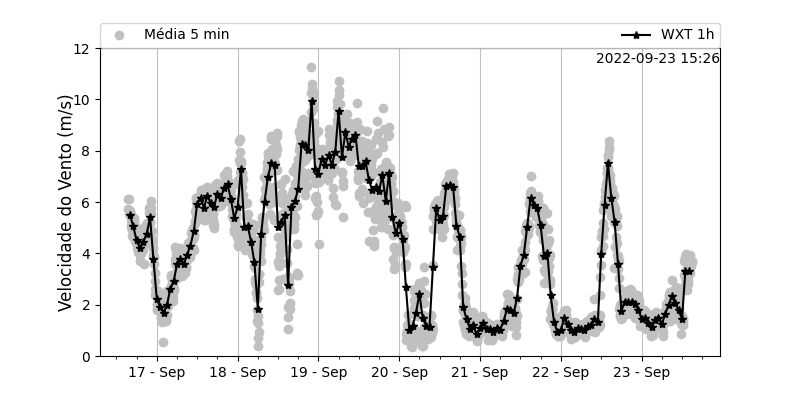 Média 5 min
WXT 1h
2022-09-23 15:26
Velocidade do Vento (m/s)
12
10
8
6
4
2
0
17 - Sep
18 - Sep
19 - Sep
20 - Sep
21 - Sep
22 - Sep
23 - Sep